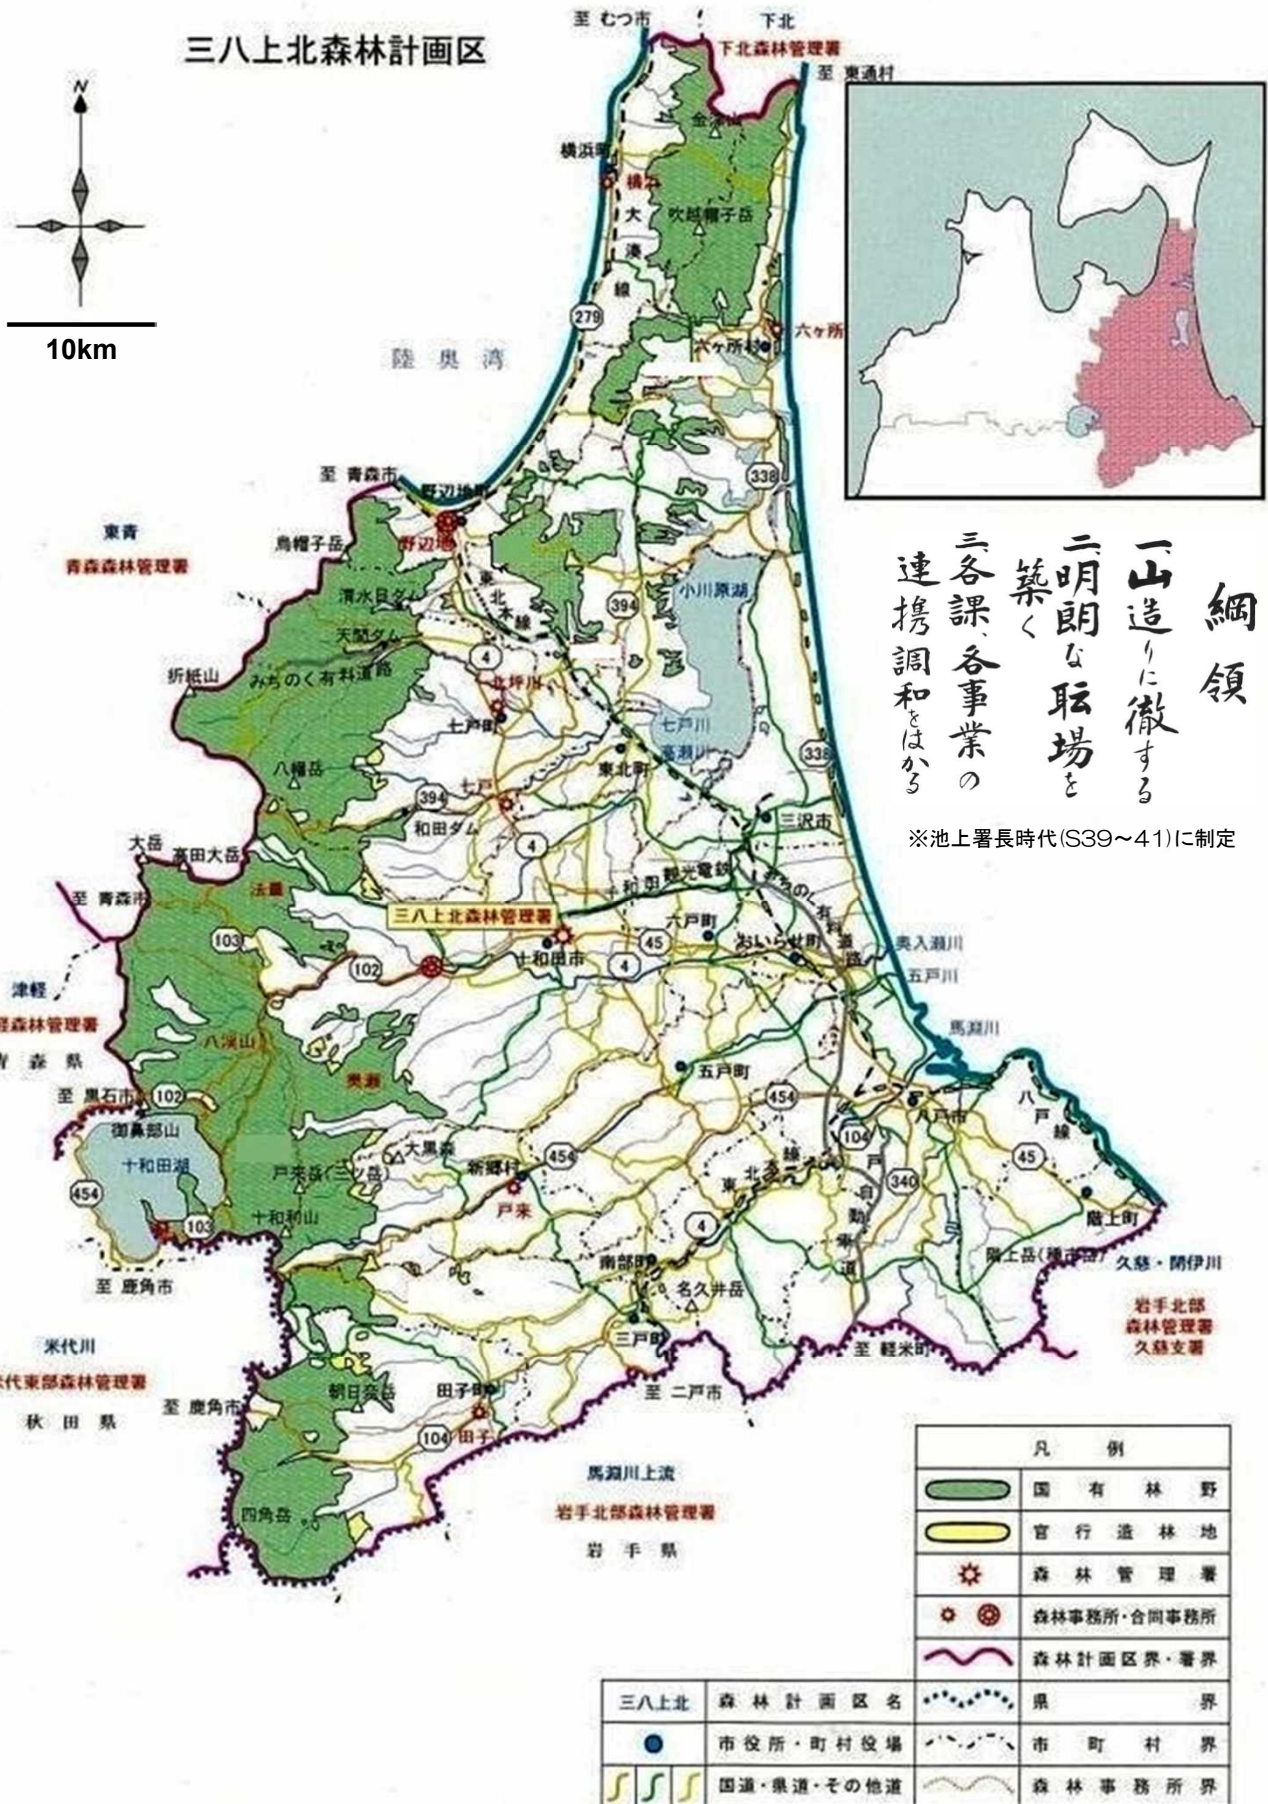 三八上北森林計画区
至 むつ市
下北
下北森林管理署
至 東通村
N
10km
横浜町
大湊線
吹越帽子岳
279
六ヶ所村
六ヶ所
陸奥湾
338
至 青森市
野辺地町
野辺地
東青
青森森林管理署
烏帽子岳
清水目ダム
天間ダム
東北本線
394
小川原湖
4
折紙山
みちのく有料道路
北坪川
七戸町
七戸川
高瀬川
338
東北町
八幡岳
七戸
394
和田ダム
三沢市
4
大岳
高田大岳
至 青森市
法量
十和田観光電鉄
三八上北森林管理署
六戸町
おいらせ町
奥入瀬川
103
102
十和田市
45
4
五戸川
津軽
軽森林管理署
青森県
馬淵川
八渓山
奥瀬
五戸町
至 黒石市
102
御鼻部山
454
八戸市
八戸線
十和田湖
戸来岳(三ツ岳)
大黒森
新郷村
454
104
45
454
戸来
東北本線
340
103
十和利山
4
階上町
至 鹿角市
南部町
名久井岳
階上岳(種市岳)
久慈・閉伊川
岩手北部
森林管理署
久慈支署
三戸町
至 軽米町
米代川
代東部森林管理署
秋田県
至 鹿角市
朝日奈岳
田子町
至 二戸市
104
田子
四角岳
馬淵川上流
岩手北部森林管理署
岩手県
綱領
一、山造りに徹する
二、明朗な職場を
築く
三、各課、各事業の
連携調和をはかる
※池上署長時代(S39～41)に制定
凡例
国有林野
官行造林地
森林管理署
森林事務所・合同事務所
森林計画区界・署界
三八上北 森林計画区名 県界
市役所・町村役場 市町村界
国道・県道・その他道 森林事務所界